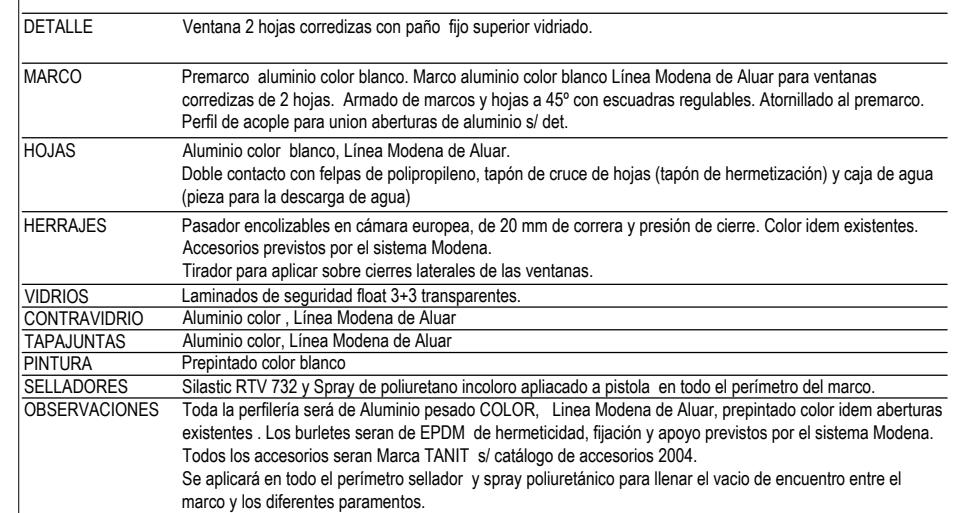 DETALLE Ventana 2 hojas corredizas con paño fijo superior vidriado.
MARCO Premarco aluminio color blanco. Marco aluminio color blanco Línea Modena de Aluar para ventanas
corredizas de 2 hojas. Armado de marcos y hojas a 45º con escuadras regulables. Atornillado al premarco.
Perfil de acople para union aberturas de aluminio s/ det.
HOJAS Aluminio color blanco, Línea Modena de Aluar.
Doble contacto con felpas de polipropileno, tapón de cruce de hojas (tapón de hermetización) y caja de agua
(pieza para la descarga de agua)
HERRAJES Pasador encolizables en cámara europea, de 20 mm de correra y presión de cierre. Color idem existentes.
Accesorios previstos por el sistema Modena.
Tirador para aplicar sobre cierres laterales de las ventanas.
VIDRIOS Laminados de seguridad float 3+3 transparentes.
CONTRAVIDRIO Aluminio color , Línea Modena de Aluar
TAPAJUNTAS Aluminio color, Línea Modena de Aluar
PINTURA Prepintado color blanco
SELLADORES Silastic RTV 732 y Spray de poliuretano incoloro apliacado a pistola en todo el perímetro del marco.
OBSERVACIONES Toda la perfilería será de Aluminio pesado COLOR, Linea Modena de Aluar, prepintado color idem aberturas
existentes . Los burletes seran de EPDM de hermeticidad, fijación y apoyo previstos por el sistema Modena.
Todos los accesorios seran Marca TANIT s/ catálogo de accesorios 2004.
Se aplicará en todo el perímetro sellador y spray poliuretánico para llenar el vacio de encuentro entre el
marco y los diferentes paramentos.